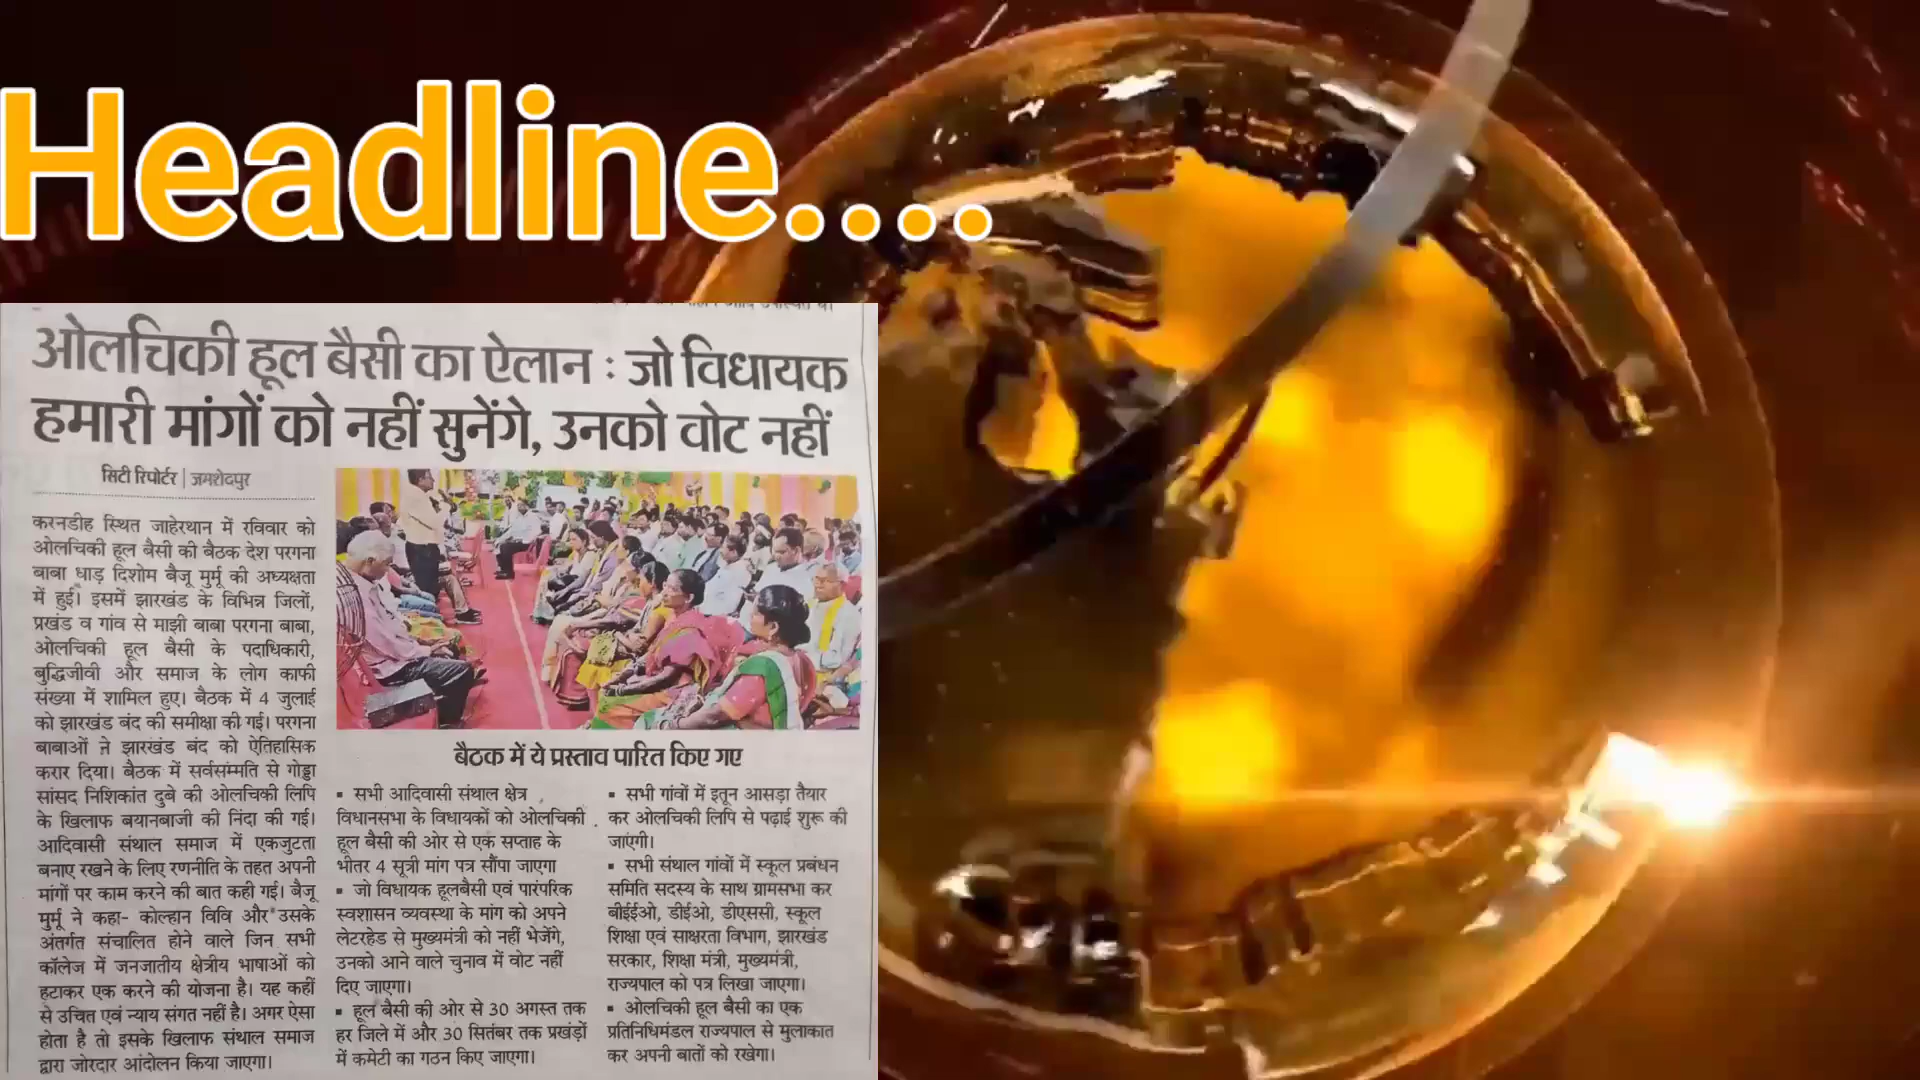 Headline....
ओलचिकी हूल बैसी का ऐलान : जो विधायक
हमारी मांगों को नहीं सुनेंगे, उनको वोट नहीं
सिटी रिपोर्टर | जमशेदपुर
करनडीह स्थित जाहेरथान में रविवार को
ओलचिकी हूल बैसी की बैठक देश परगना
बाबा धाड़ दिशोम बैजू मुर्मू की अध्यक्षता
में हुई। इसमें झारखंड के विभिन्न जिलों,
प्रखंड व गांव से माझी बाबा परगना बाबा,
ओलचिकी हूल बैसी के पदाधिकारी,
बुद्धिजीवी और समाज के लोग काफी
संख्या में शामिल हुए। बैठक में 4 जुलाई
को झारखंड बंद की समीक्षा की गई। परगना
बाबाओं ने झारखंड बंद को ऐतिहासिक
करार दिया। बैठक में सर्वसम्मति से गोड्डा
सांसद निशिकांत दुबे की ओलचिकी लिपि
के खिलाफ बयानबाजी की निंदा की गई।
आदिवासी संथाल समाज में एकजुटता
बनाए रखने के लिए रणनीति के तहत अपनी
मांगों पर काम करने की बात कही गई। बैजू
मुर्मू ने कहा- कोल्हान विवि और उसके
अंतर्गत संचालित होने वाले जिन सभी
कॉलेज में जनजातीय क्षेत्रीय भाषाओं को
हटाकर एक करने की योजना है। यह कहीं
से उचित एवं न्याय संगत नहीं है। अगर ऐसा
होता है तो इसके खिलाफ संथाल समाज
द्वारा जोरदार आंदोलन किया जाएगा।
बैठक में ये प्रस्ताव पारित किए गए
▪ सभी आदिवासी संथाल क्षेत्र
विधानसभा के विधायकों को ओलचिकी
हूल बैसी की ओर से एक सप्ताह के
भीतर 4 सूत्री मांग पत्र सौंपा जाएगा
▪ जो विधायक हूलबैसी एवं पारंपरिक
स्वशासन व्यवस्था के मांग को अपने
लेटरहेड से मुख्यमंत्री को नहीं भेजेंगे,
उनको आने वाले चुनाव में वोट नहीं
दिए जाएगा।
▪ हूल बैसी की ओर से 30 अगस्त तक
हर जिले में और 30 सितंबर तक प्रखंड़ों
में कमेटी का गठन किए जाएगा।
▪ सभी गांवों में इतून आसड़ा तैयार
कर ओलचिकी लिपि से पढ़ाई शुरू की
जाएंगी।
▪ सभी संथाल गांवों में स्कूल प्रबंधन
समिति सदस्य के साथ ग्रामसभा कर
बीईईओ, डीईओ, डीएससी, स्कूल
शिक्षा एवं साक्षरता विभाग, झारखंड
सरकार, शिक्षा मंत्री, मुख्यमंत्री,
राज्यपाल को पत्र लिखा जाएगा।
▪ ओलचिकी हूल बैसी का एक
प्रतिनिधिमंडल राज्यपाल से मुलाकात
कर अपनी बातों को रखेगा।